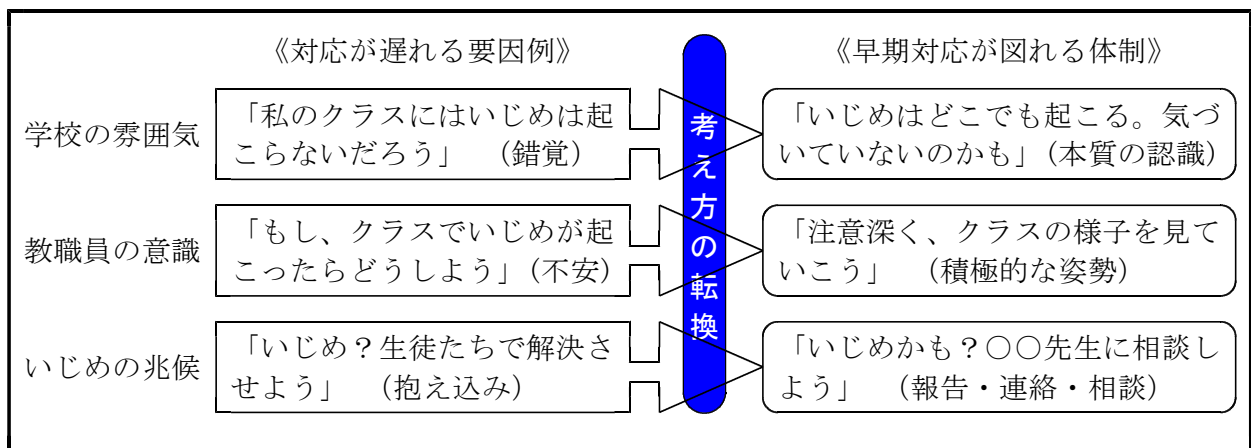 《対応が遅れる要因例》
《早期対応が図れる体制》
学校の雰囲気
「私のクラスにはいじめは起
こらないだろう」　（錯覚）
「いじめはどこでも起こる。気づ
いていないのかも」（本質の認識）
教職員の意識
「もし、クラスでいじめが起
こったらどうしよう」（不安）
「注意深く、クラスの様子を見て
いこう」　（積極的な姿勢）
いじめの兆候
「いじめ？生徒たちで解決さ
せよう」　（抱え込み）
「いじめかも？○○先生に相談し
よう」　（報告・連絡・相談）
考え方の転換